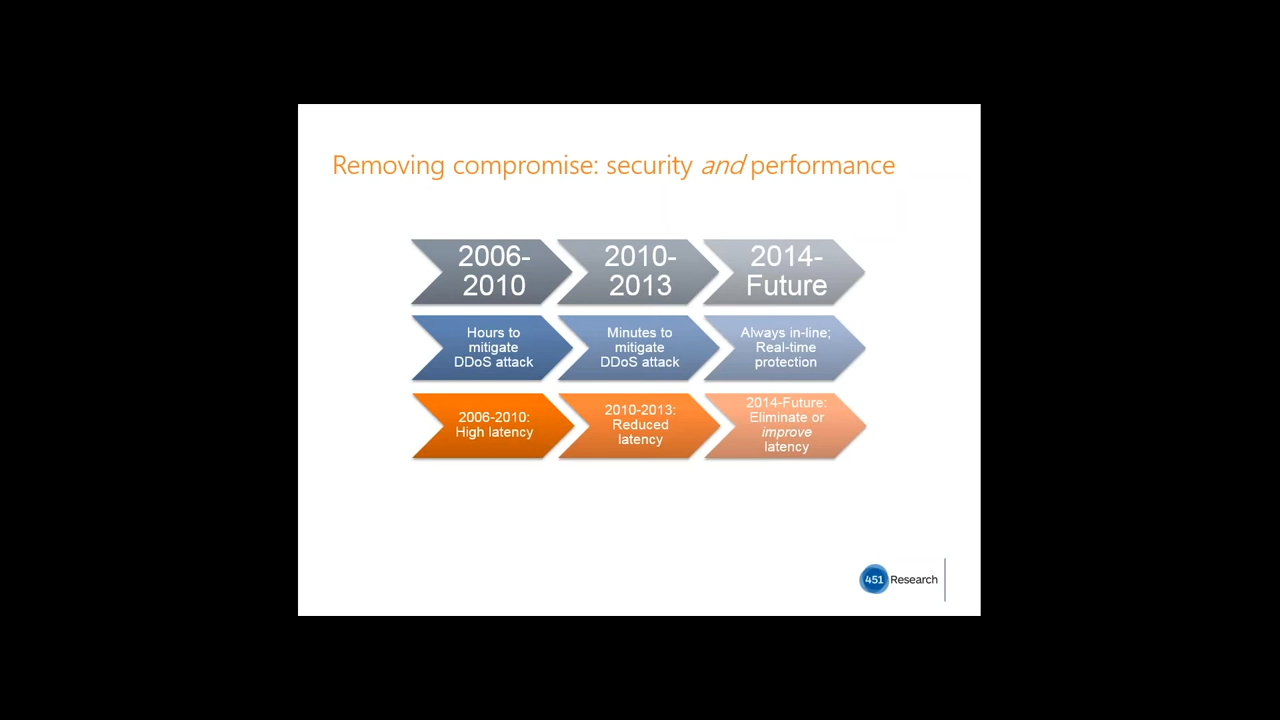 Removing compromise: security and performance
2006-
2010
2010-
2013
2014-
Future
Hours to
mitigate
DDoS attack
Minutes to
mitigate
DDoS attack
Always in-line;
Real-time
protection
2006-2010:
High latency
2010-2013:
Reduced
latency
2014-Future:
Eliminate or
improve
latency
451 Research